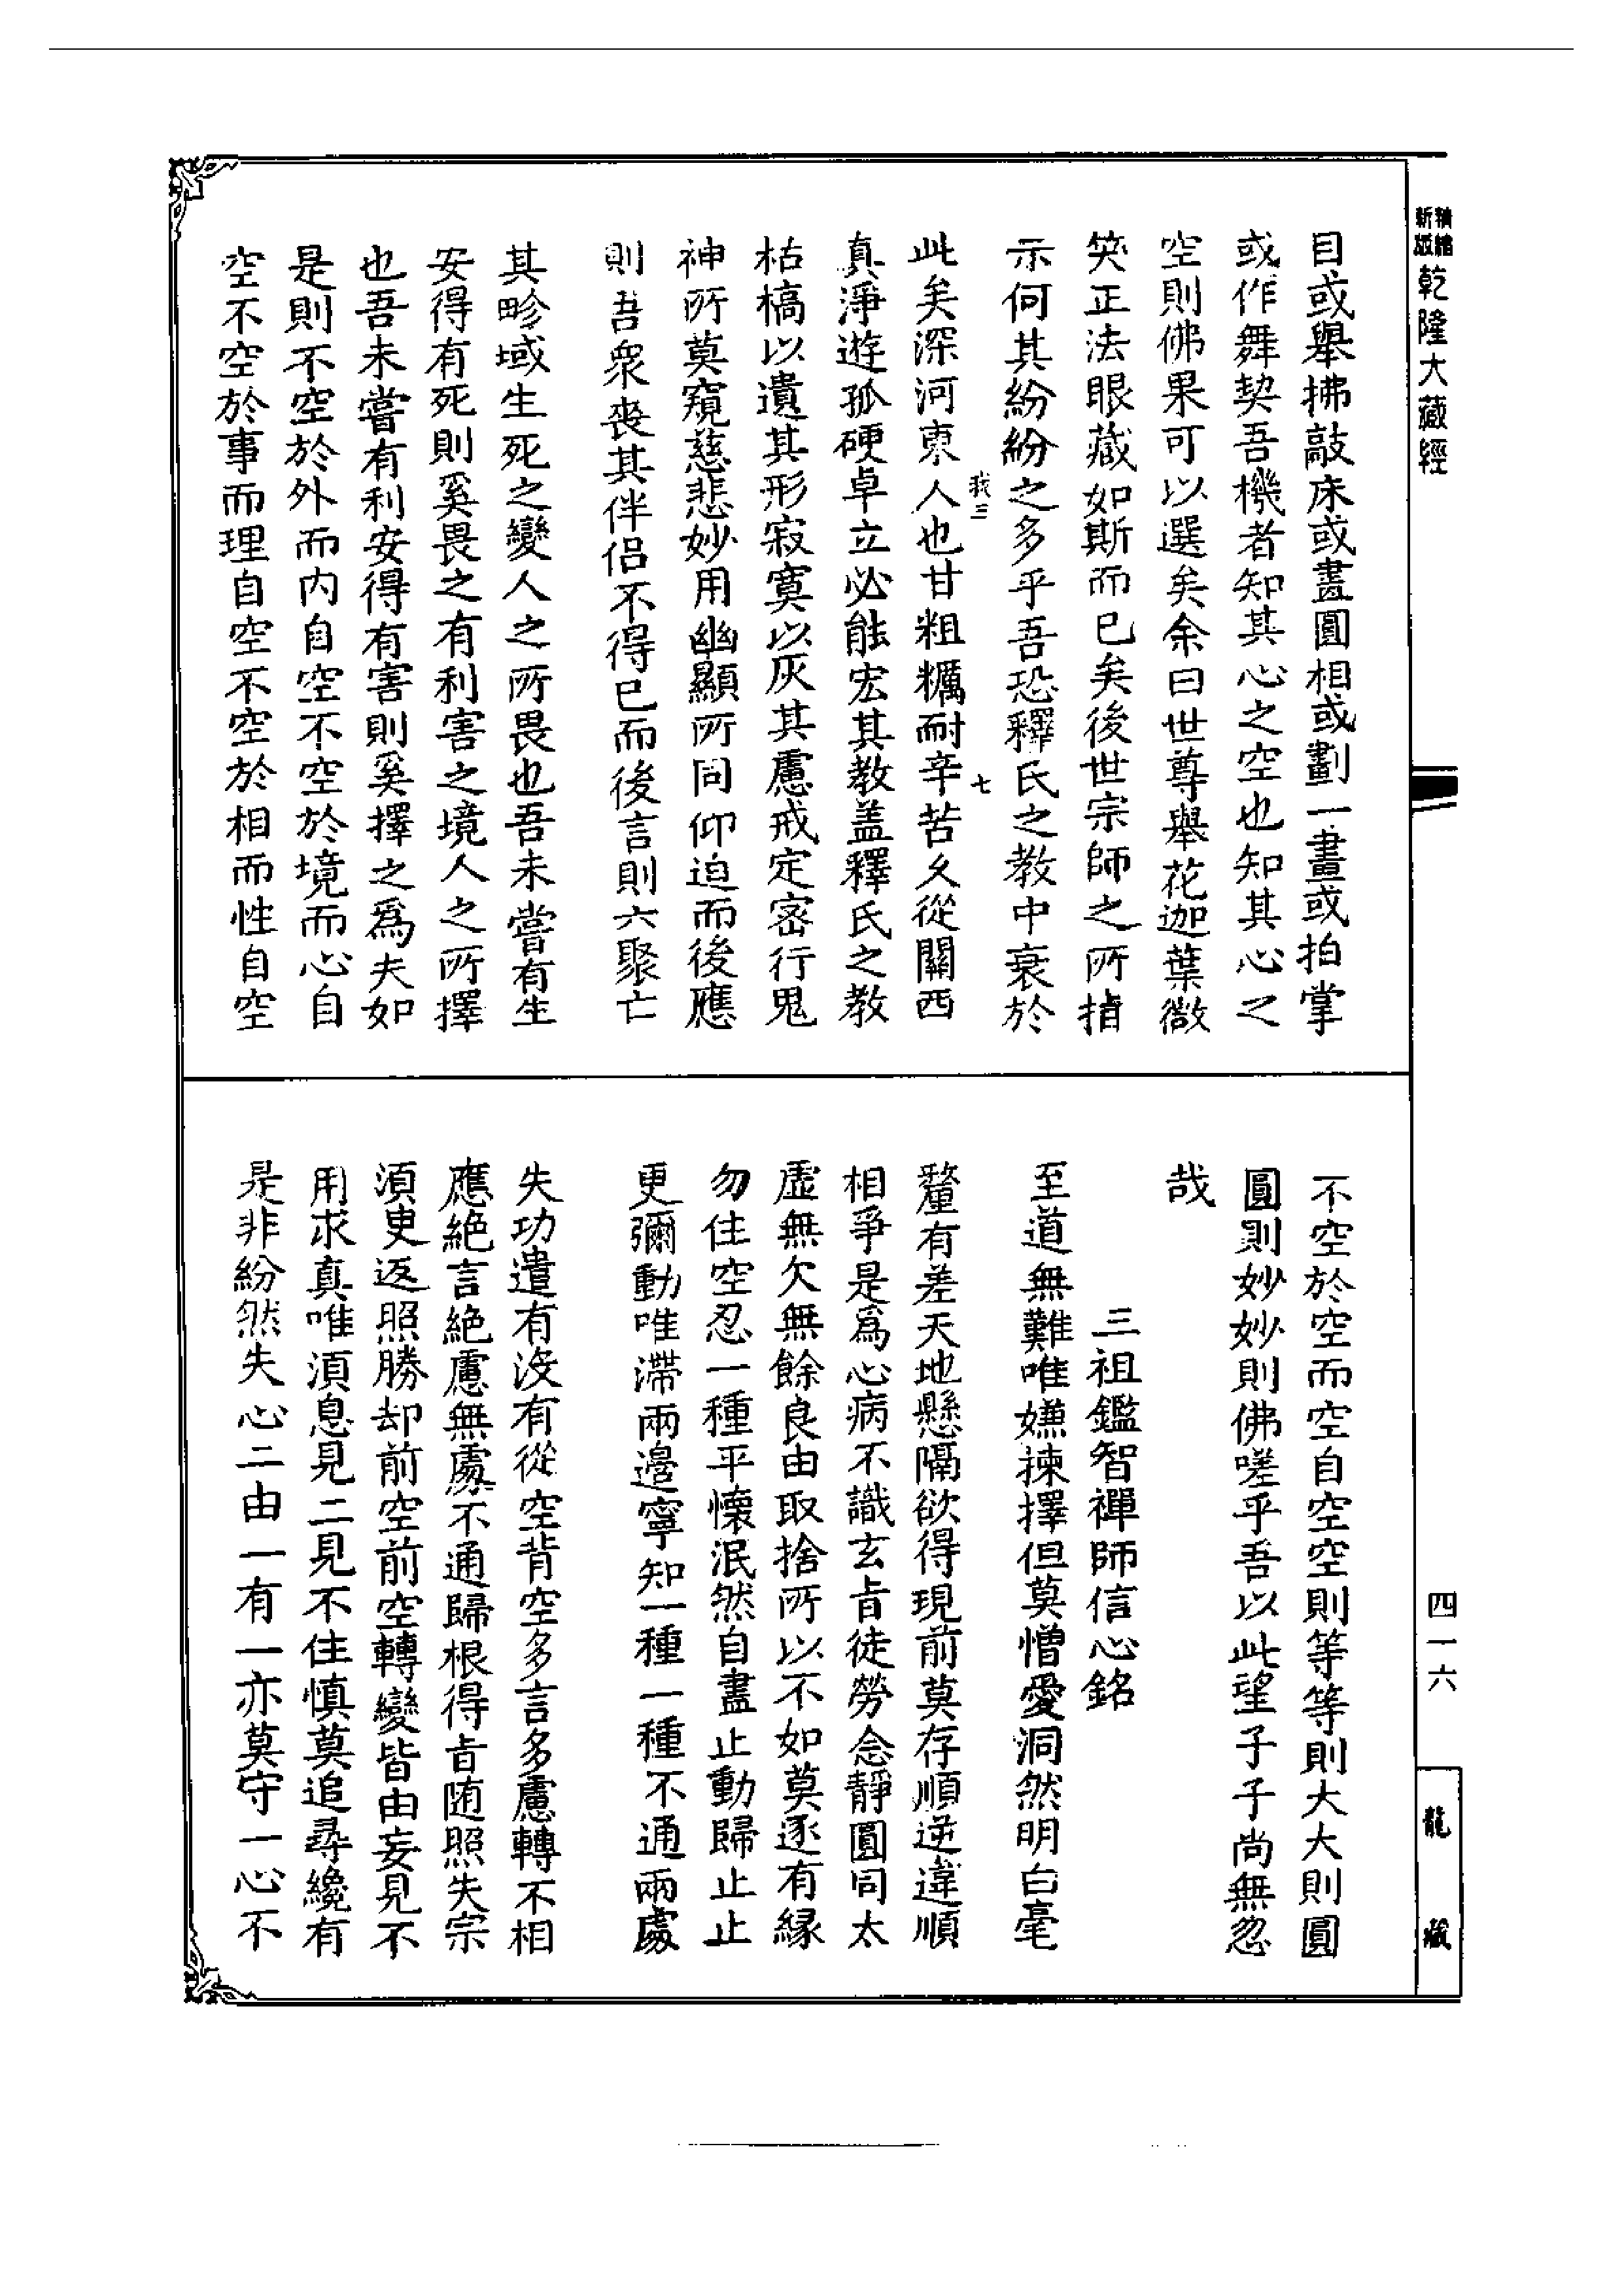 精縮
新版
乾隆大藏經
目或舉拂敲床或畫圓相或劃一畫或拍掌
或作舞契吾機者知其心之空也知其心之
空則佛果可以選矣余曰世尊舉花迦葉微
笑正法眼藏如斯而已矣後世宗師之所指
示何其紛紛之多乎吾恐釋氏之教中衰於
我三　七
此矣深河東人也甘粗糲耐辛苦久從關西
真淨遊孤硬卓立必能宏其教盖釋氏之教
枯槁以遺其形寂寞以灰其慮戒定密行鬼
神所莫窺慈悲妙用幽顯所同仰迫而後應
則吾衆喪其伴侣不得已而後言則六聚亡
其畛域生死之變人之所畏也吾未嘗有生
安得有死則奚畏之有利害之境人之所擇
也吾未嘗有利安得有害則奚擇之爲夫如
是則不空於外而内自空不空於境而心自
空不空於事而理自空不空於相而性自空
不空於空而空自空空則等等則大大則圓
圓則妙妙則佛嗟乎吾以此望子子尚無忽
哉
三祖鑑智禪師信心銘
至道無難唯嫌揀擇但莫憎愛洞然明白毫
釐有差天地懸隔欲得現前莫存順逆違順
相爭是爲心病不識玄旨徒勞念靜圓同太
虛無欠無餘良由取捨所以不如莫逐有緣
勿住空忍一種平懷泯然自盡止動歸止止
更彌動唯滯兩邊寧知一種一種不通兩處
失功遣有沒有從空背空多言多慮轉不相
應絶言絶慮無處不通歸根得旨随照失宗
須臾返照勝却前空前空轉變皆由妄見不
用求真唯須息見二見不住慎莫追尋纔有
是非紛然失心二由一有一亦莫守一心不
四一六
龍藏